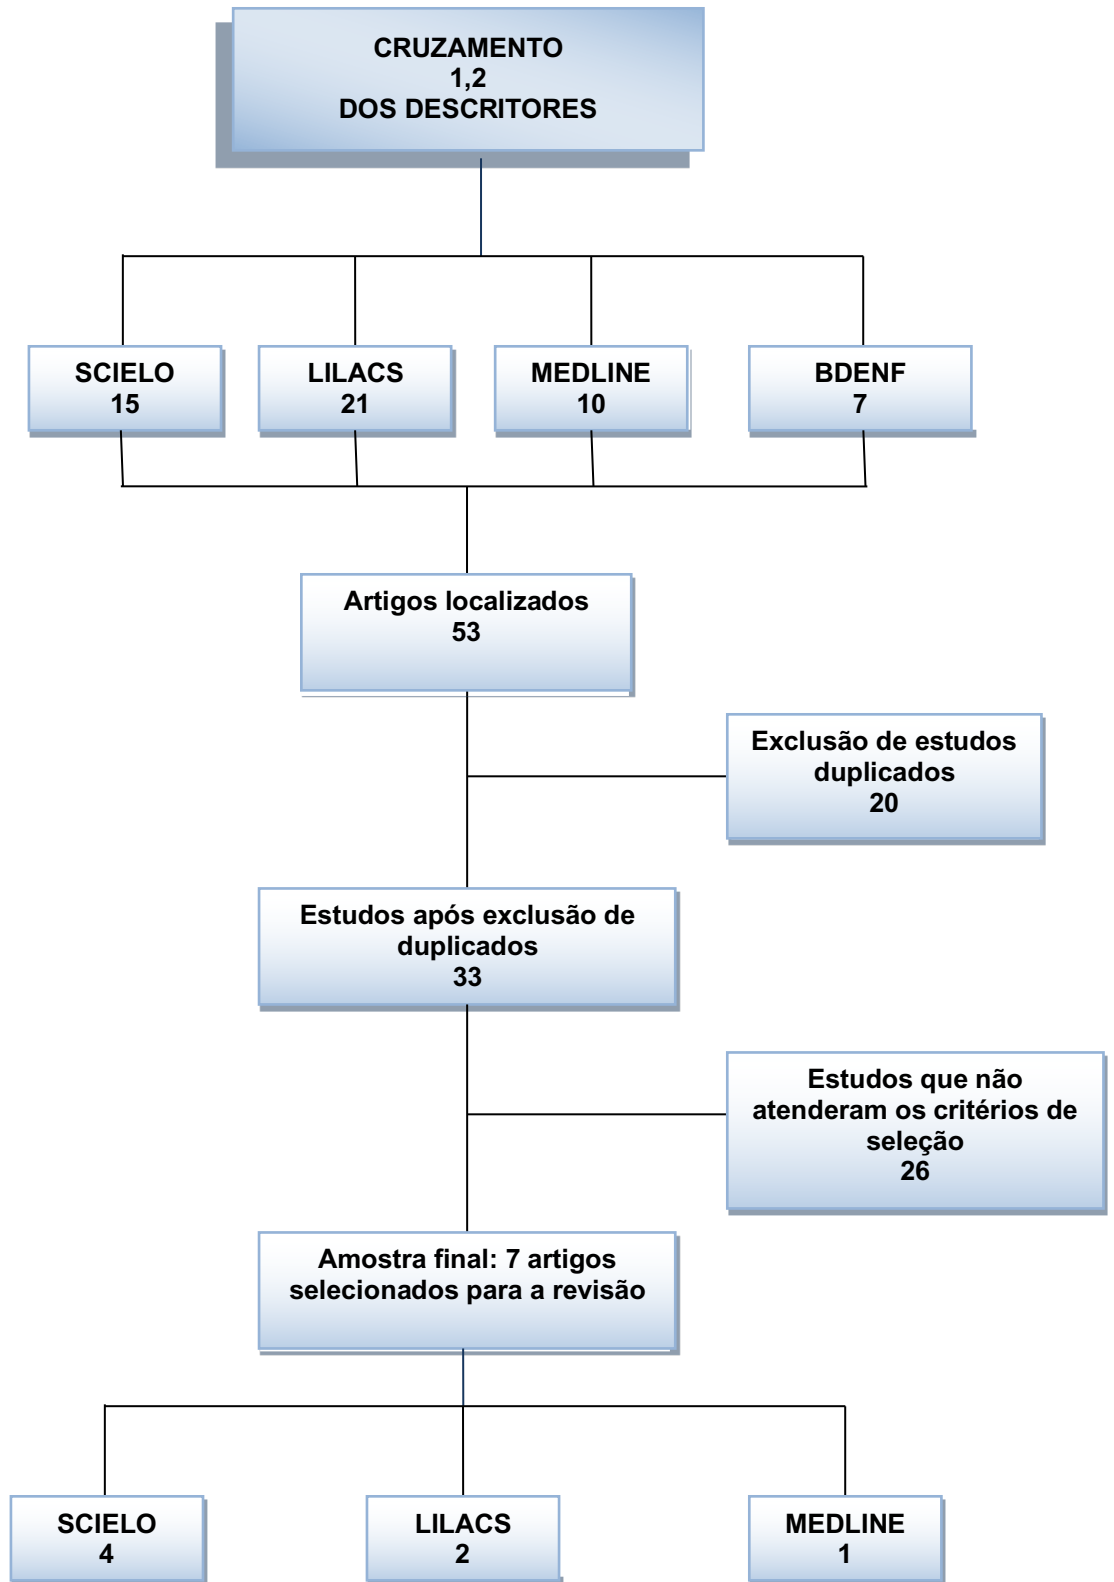 CRUZAMENTO
1,2
DOS DESCRITORES
SCIELO
15
LILACS
21
MEDLINE
10
BDENF
7
Artigos localizados
53
Exclusão de estudos
duplicados
20
Estudos após exclusão de
duplicados
33
Estudos que não
atenderam os critérios de
seleção
26
Amostra final: 7 artigos
selecionados para a revisão
SCIELO
4
LILACS
2
MEDLINE
1